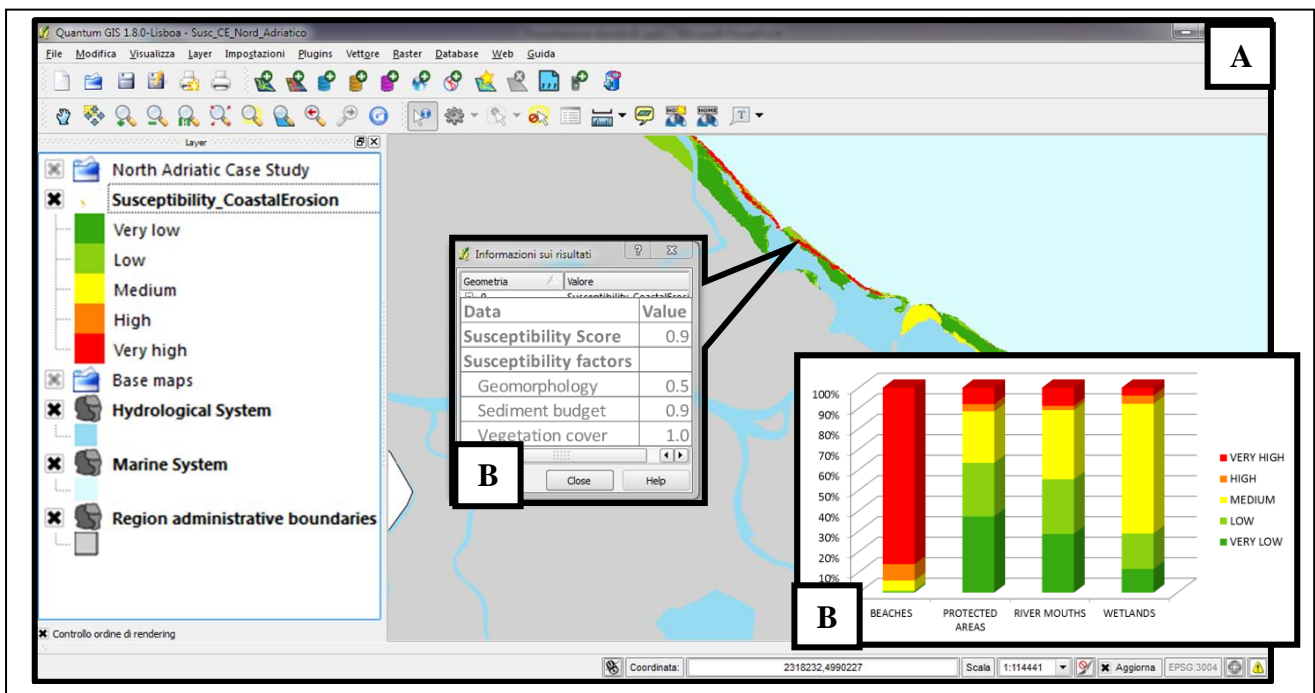 Quantum GIS 1.8.0-Lisboa - Susc_CE_Nord_Adriatico
A
File Modifica Visualizza Layer Impostazioni Plugins Vettore Raster Database Web Guida
Layer
North Adriatic Case Study
Susceptibility_CoastalErosion
Very low
Low
Medium
High
Very high
Base maps
Hydrological System
Marine System
Region administrative boundaries
Controllo ordine di rendering
Informazioni sui risultati
Geometria Valore
Data Value
Susceptibility Score 0.9
Susceptibility factors
Geomorphology 0.5
Sediment budget 0.9
Vegetation cover 1.0
B
Close Help
100%
90%
80%
70%
60%
50%
40%
30%
20%
10%
BEACHES PROTECTED AREAS RIVER MOUTHS WETLANDS
VERY HIGH
HIGH
MEDIUM
LOW
VERY LOW
B
Coordinata: 2318232,4990227 Scala 1:114441 Aggiorna EPSG:3004